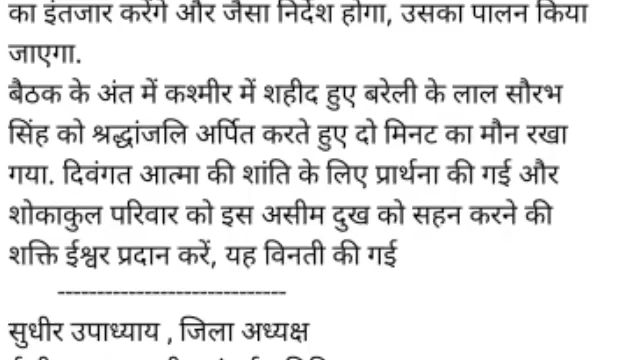 का इंतजार करेंगे और जैसा निर्देश होगा, उसका पालन किया
जाएगा.
बैठक के अंत में कश्मीर में शहीद हुए बरेली के लाल सौरभ
सिंह को श्रद्धांजलि अर्पित करते हुए दो मिनट का मौन रखा
गया. दिवंगत आत्मा की शांति के लिए प्रार्थना की गई और
शोकाकुल परिवार को इस असीम दुख को सहन करने की
शक्ति ईश्वर प्रदान करें, यह विनती की गई
-----------------------------
सुधीर उपाध्याय , जिला अध्यक्ष